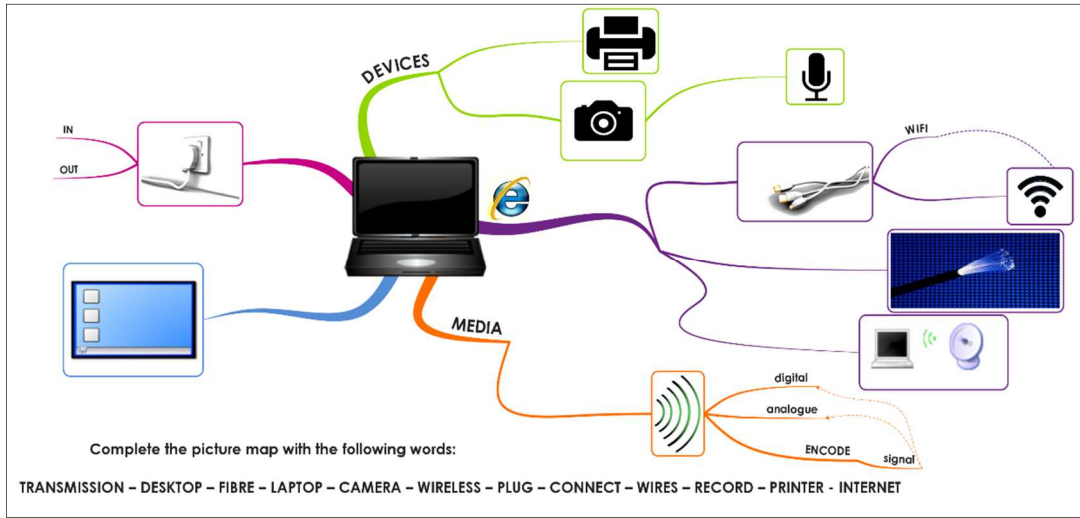 DEVICES
IN
OUT
WIFI
MEDIA
digital
analogue
ENCODE
signal
Complete the picture map with the following words:
TRANSMISSION – DESKTOP – FIBRE – LAPTOP – CAMERA – WIRELESS – PLUG – CONNECT – WIRES – RECORD – PRINTER - INTERNET